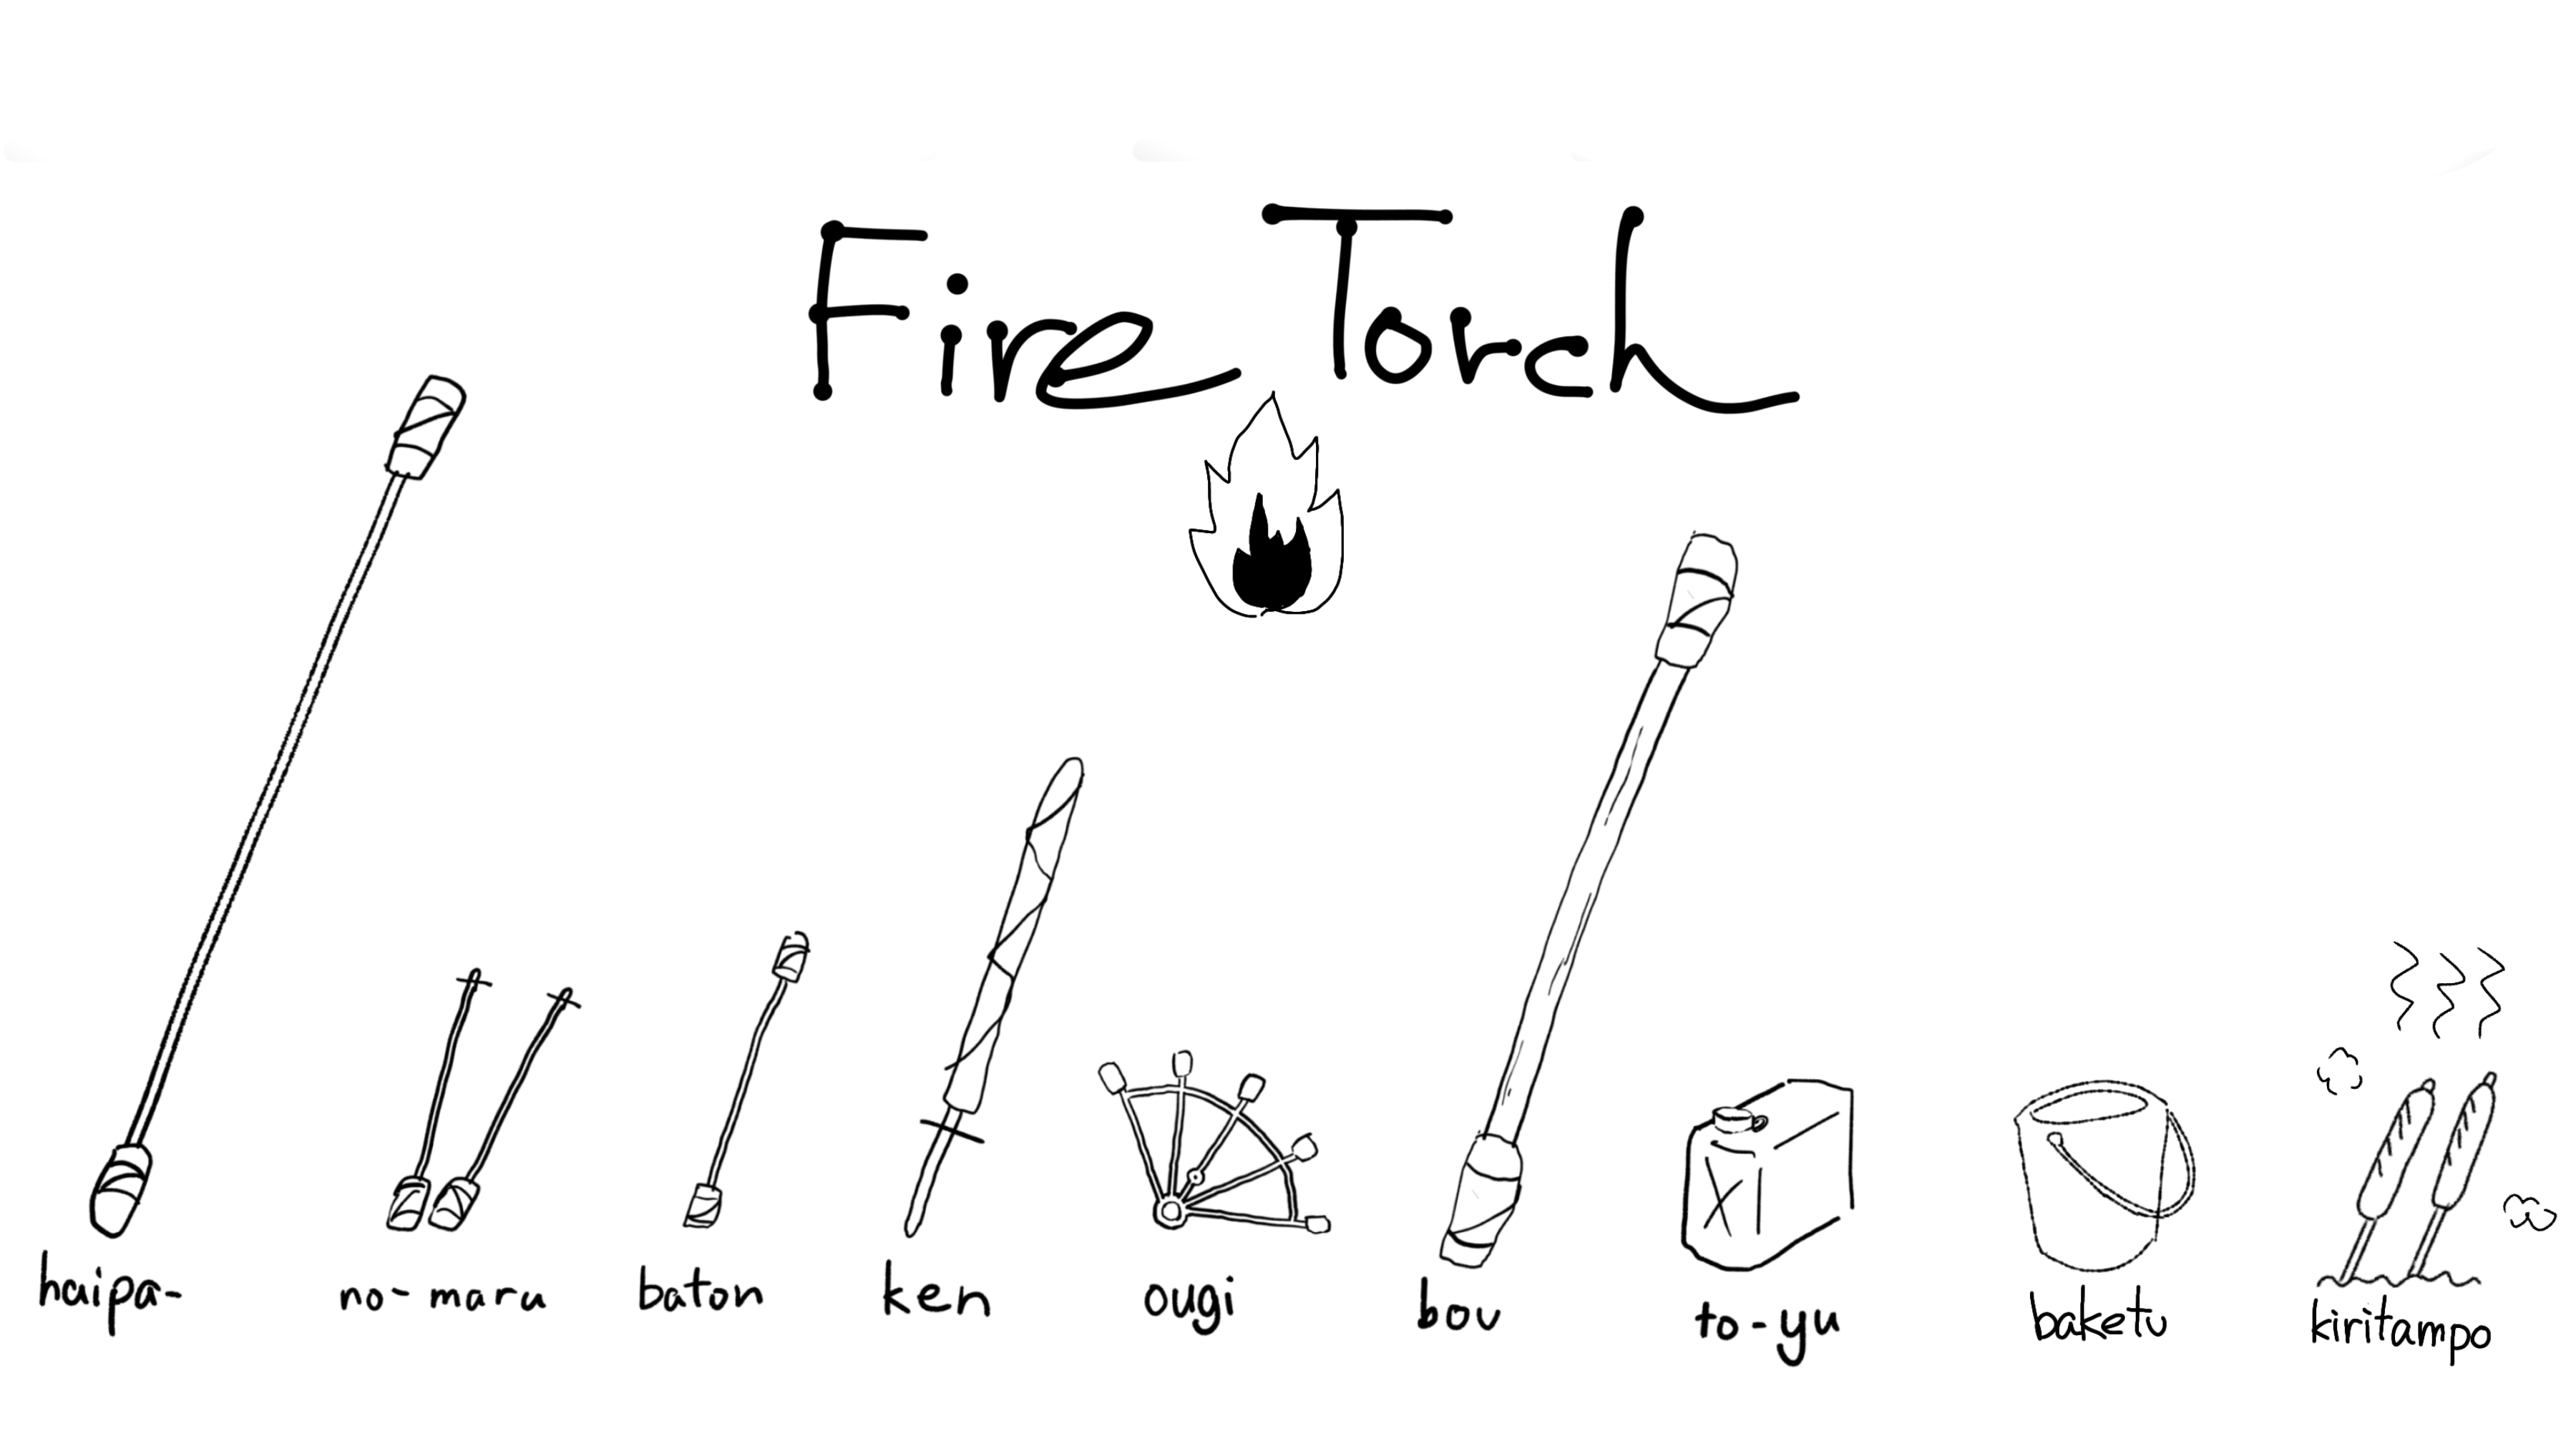 Fire Torch
haipa-
no-maru
baton
ken
ougi
bou
to-yu
baketu
kiritampo